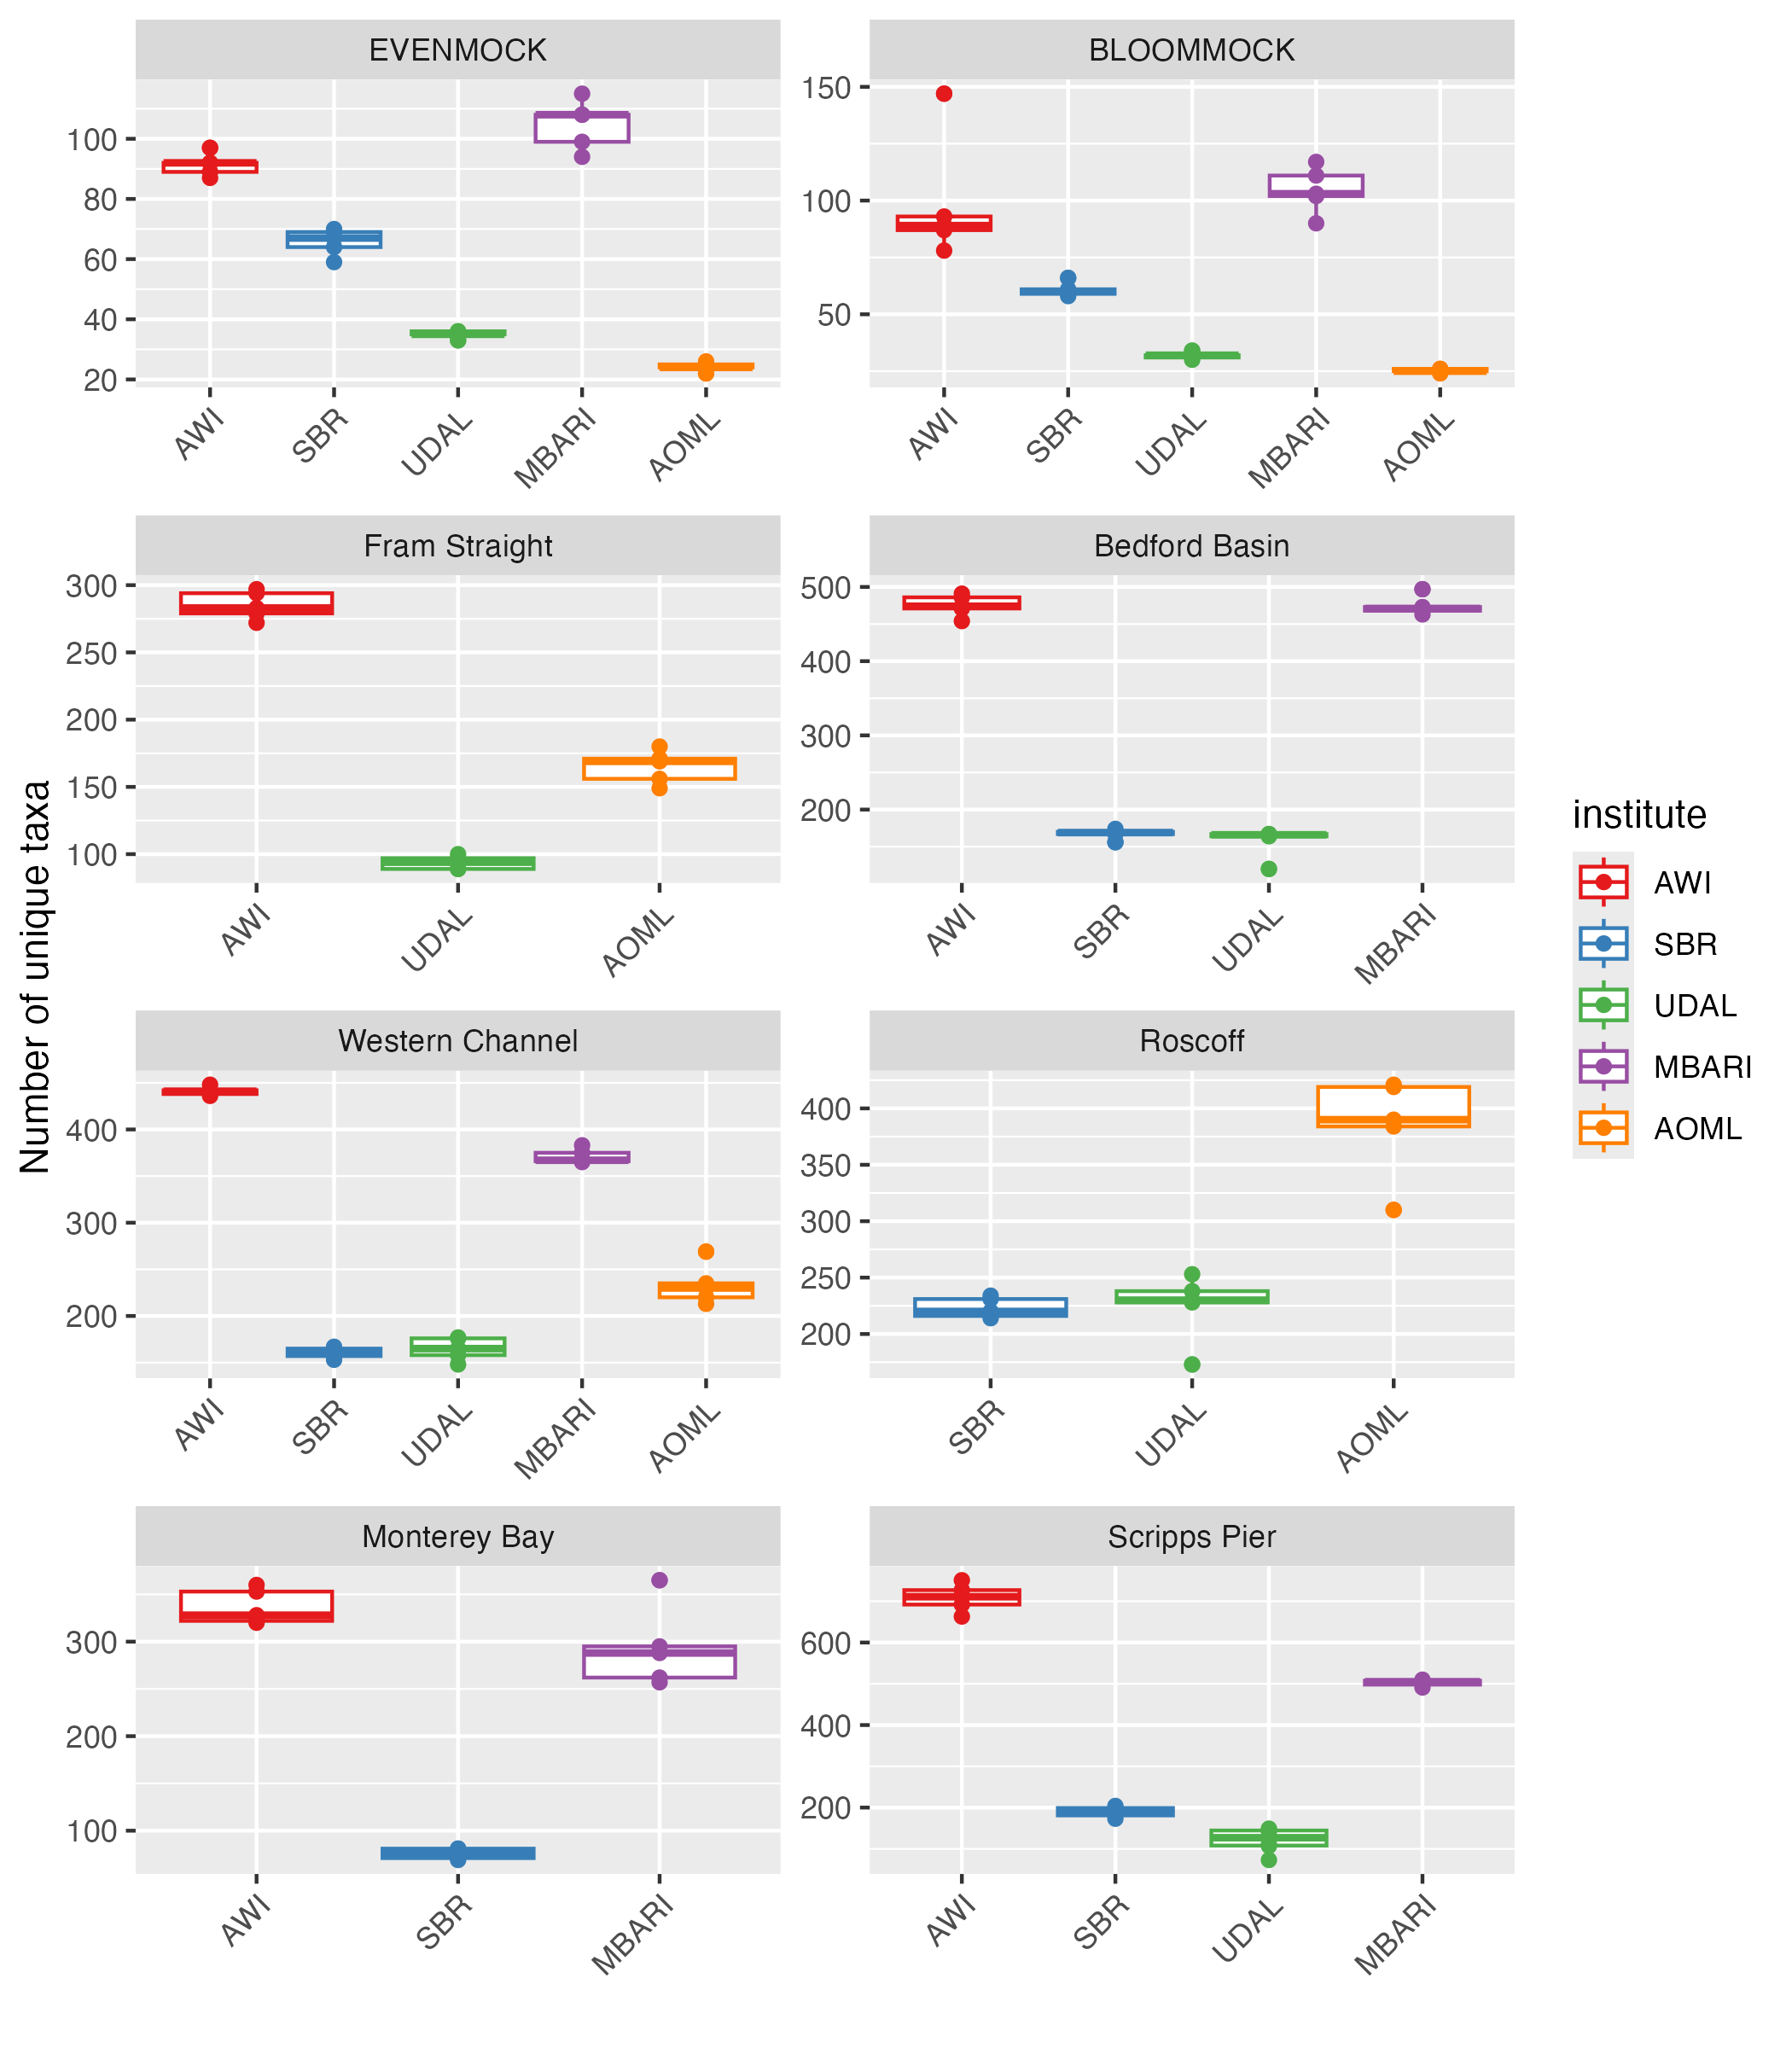 EVENMOCK
BLOOMMOCK
100
80
60
40
20
150
100
50
AWI
SBR
UDAL
MBARI
AOML
AWI
SBR
UDAL
MBARI
AOML
Fram Straight
Bedford Basin
300
250
200
150
100
500
400
300
200
AWI
UDAL
AOML
AWI
SBR
UDAL
MBARI
Number of unique taxa
Western Channel
Roscoff
400
300
200
400
350
300
250
200
AWI
SBR
UDAL
MBARI
AOML
SBR
UDAL
AOML
Monterey Bay
Scripps Pier
300
200
100
600
400
200
AWI
SBR
MBARI
AWI
SBR
UDAL
MBARI
institute
AWI
SBR
UDAL
MBARI
AOML